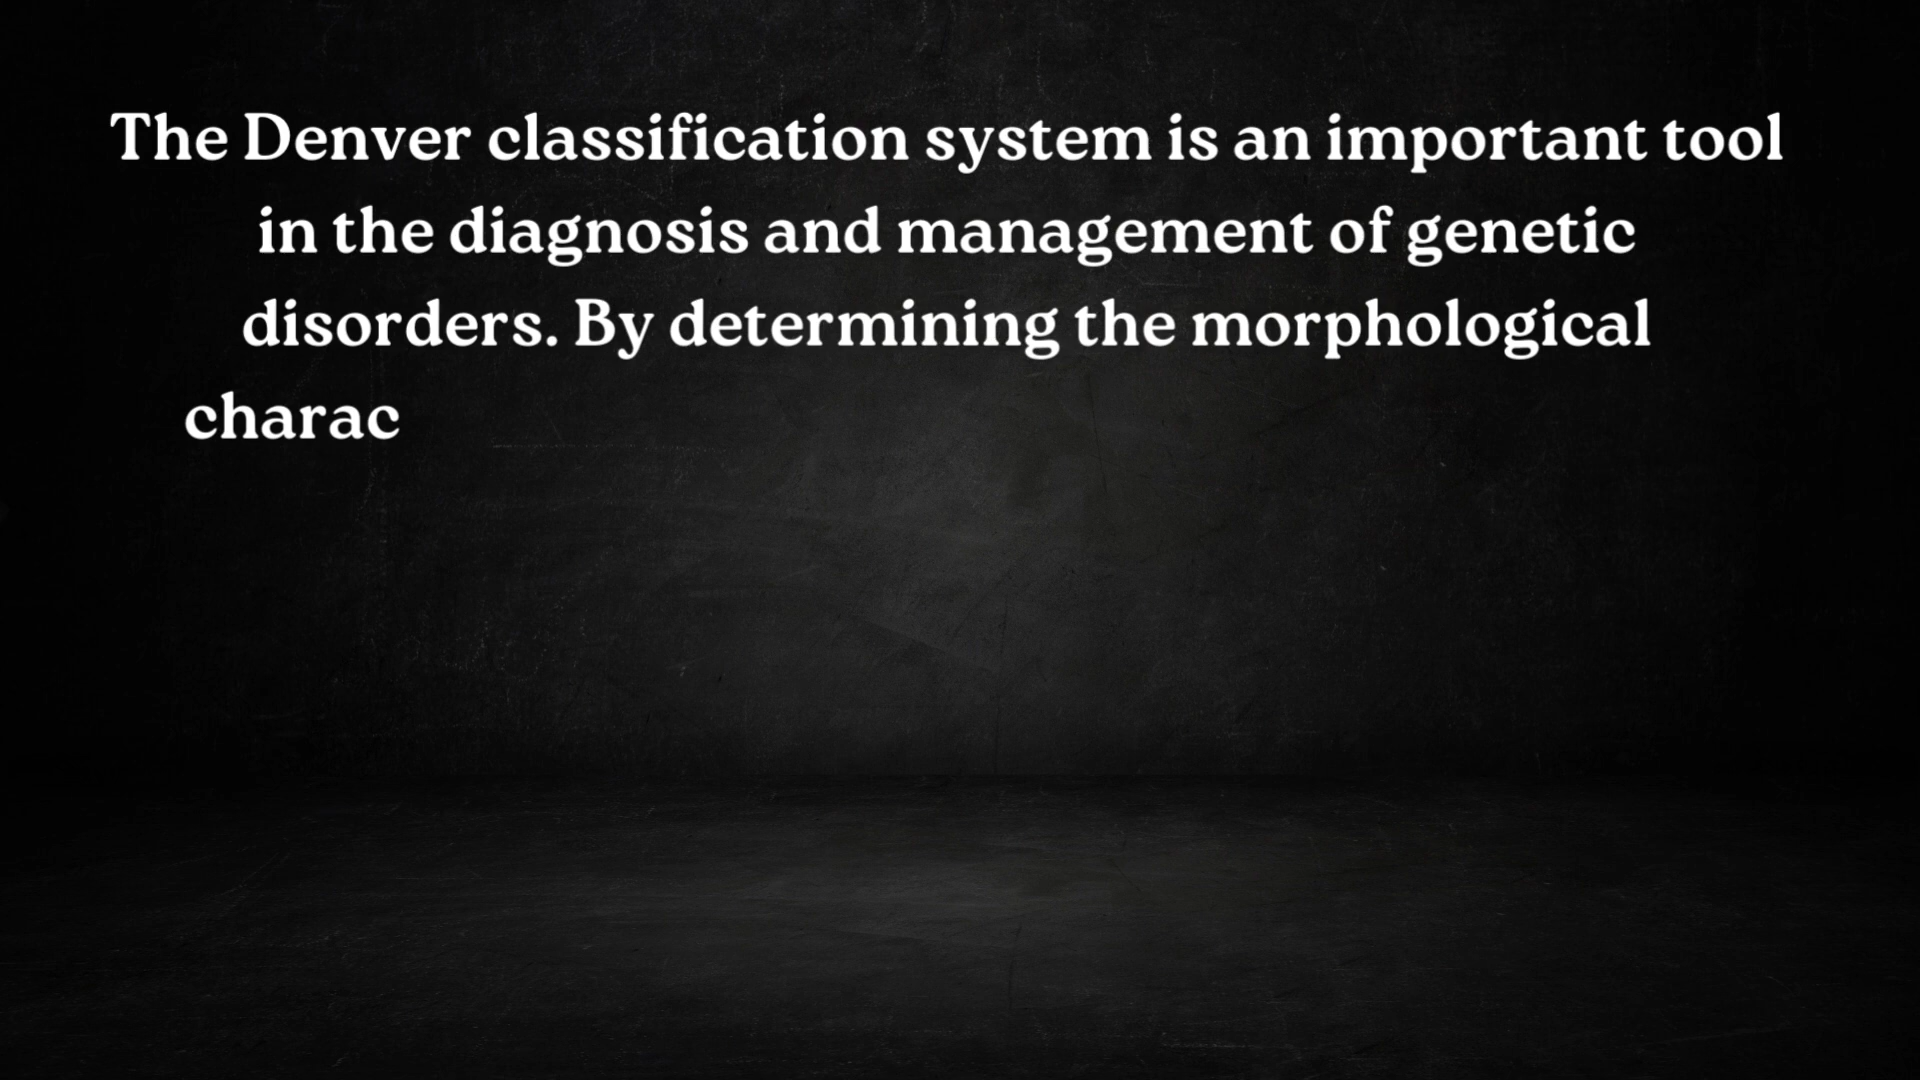 The Denver classification system is an important tool
in the diagnosis and management of genetic
disorders. By determining the morphological
charac